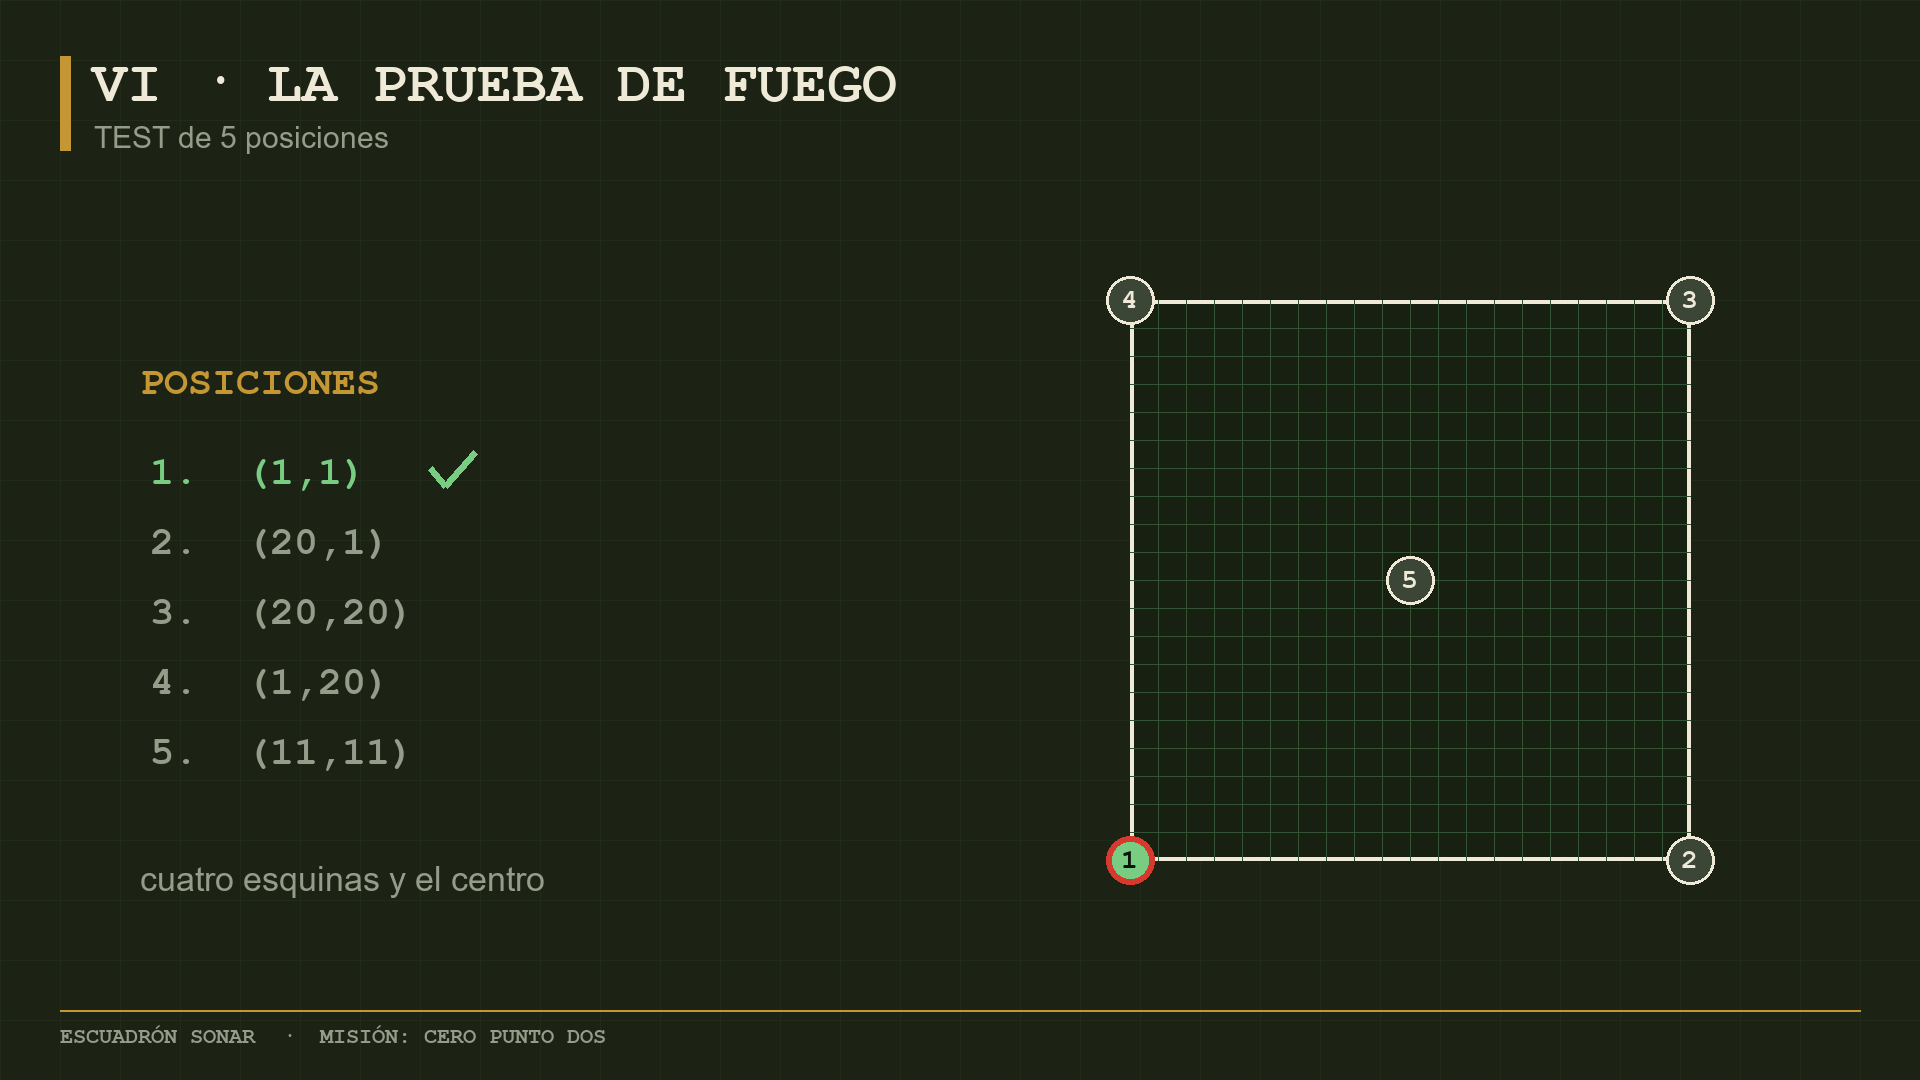 VI · LA PRUEBA DE FUEGO
TEST de 5 posiciones
POSICIONES
1. (1,1)
2. (20,1)
3. (20,20)
4. (1,20)
5. (11,11)
cuatro esquinas y el centro
4
3
5
1
2
ESCUADRÓN SONAR · MISIÓN: CERO PUNTO DOS